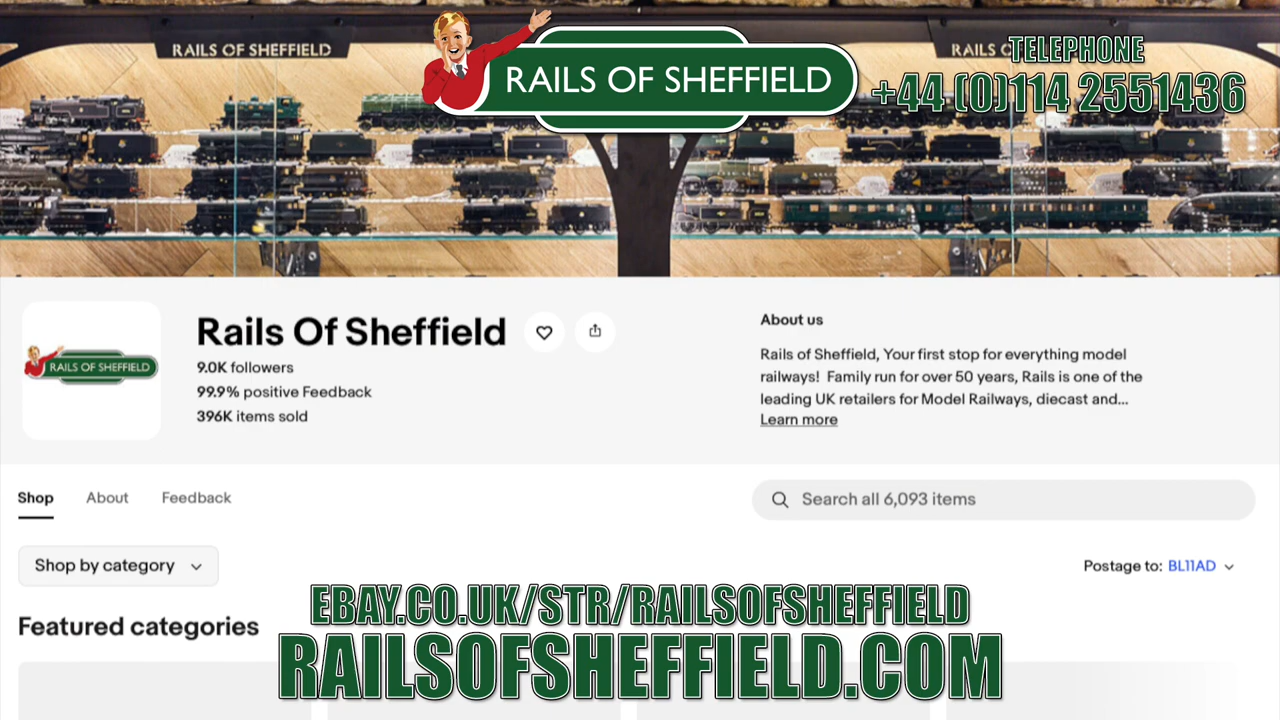 RAILS OF SHEFFIELD
RAILS OF SHEFFIELD
RAILS O
TELEPHONE
+44 (0)114 2551436
RAILS OF SHEFFIELD
Rails Of Sheffield
9.0K followers
99.9% positive Feedback
396K items sold
About us
Rails of Sheffield, Your first stop for everything model
railways! Family run for over 50 years, Rails is one of the
leading UK retailers for Model Railways, diecast and...
Learn more
Shop About Feedback
Search all 6,093 items
Shop by category
Postage to: BL11AD
Featured categories
EBAY.CO.UK/STR/RAILSOFSHEFFIELD
RAILSOFSHEFFIELD.COM